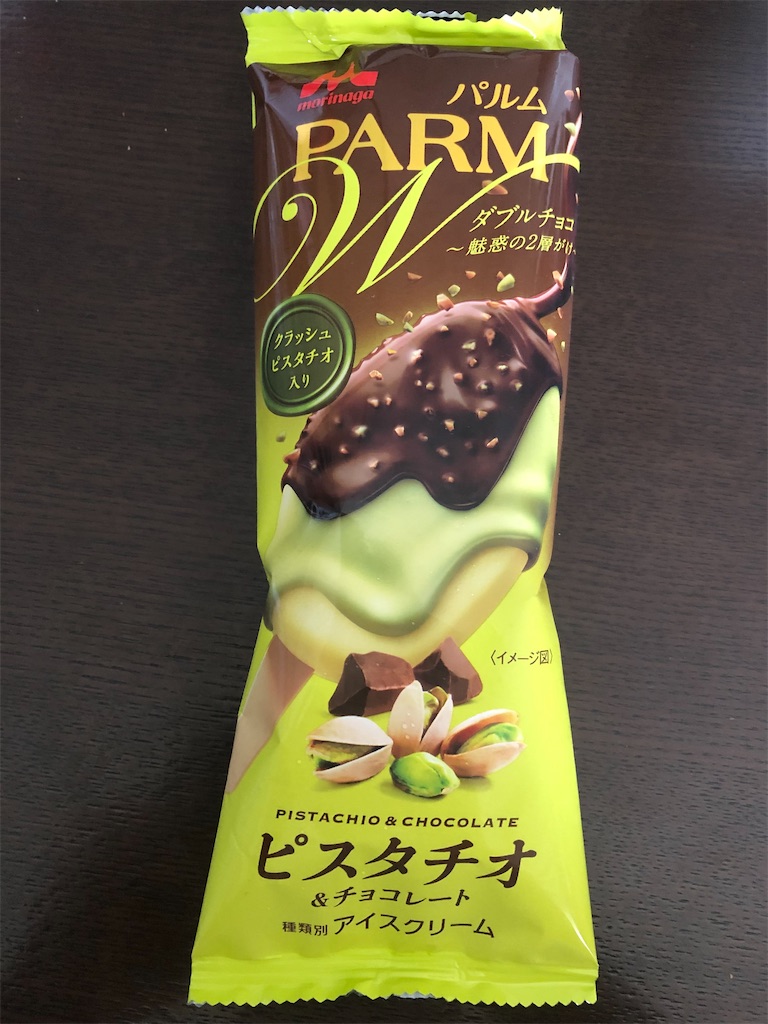 morinaga
パルム
PARM
W
ダブルチョコ
～魅惑の2層がけ～
クラッシュ
ピスタチオ
入り
〈イメージ図〉
PISTACHIO & CHOCOLATE
ピスタチオ
&チョコレート
種類別 アイスクリーム